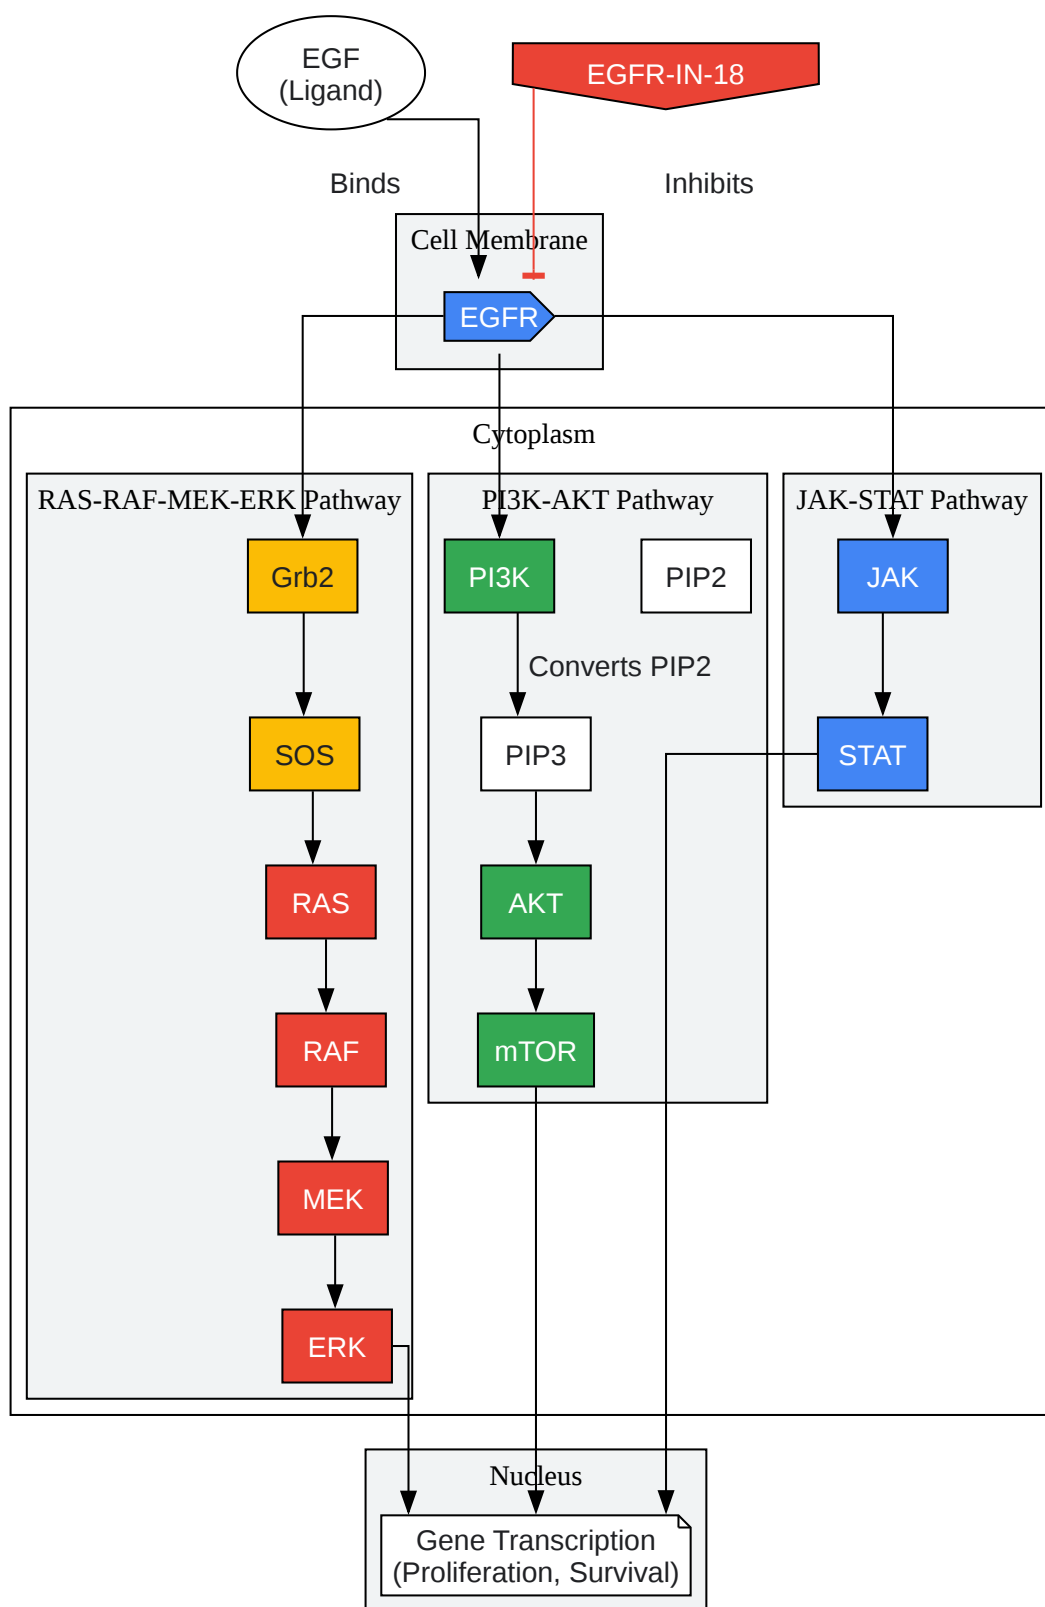 EGF
(Ligand)
EGFR-IN-18
Binds
Inhibits
Cell Membrane
EGFR
Cytoplasm
RAS-RAF-MEK-ERK Pathway
PI3K-AKT Pathway
JAK-STAT Pathway
Grb2
PI3K
PIP2
JAK
Converts PIP2
SOS
PIP3
STAT
RAS
AKT
RAF
mTOR
MEK
ERK
Nucleus
Gene Transcription
(Proliferation, Survival)